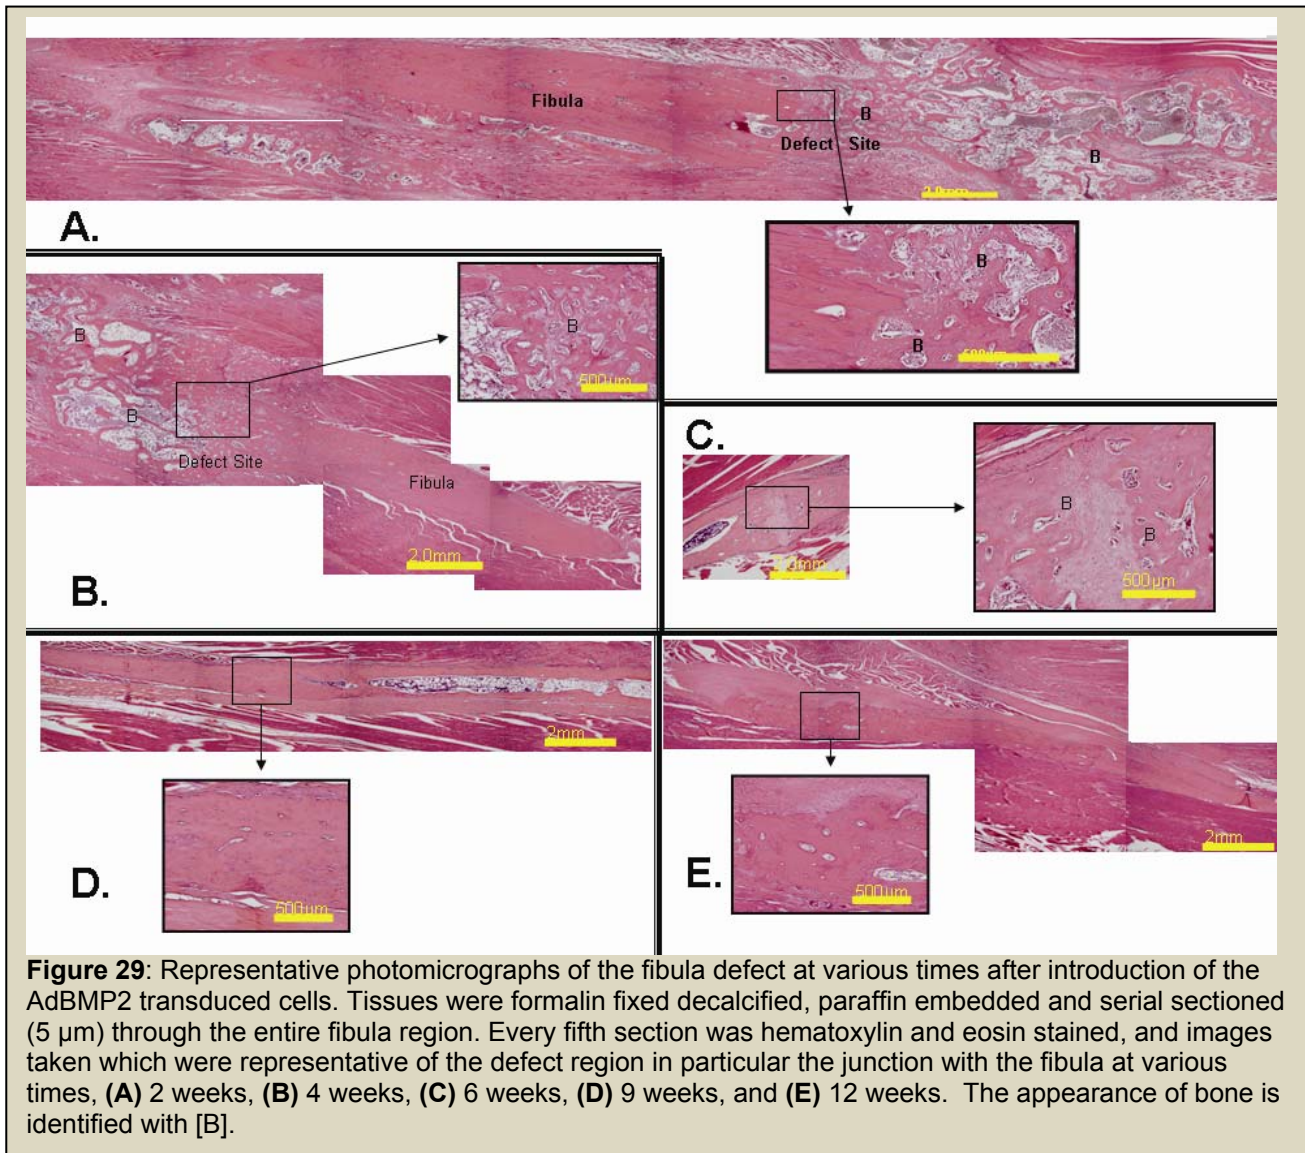 Fibula
B
Defect Site
B
2.0mm
A.
B
B
500µm
B
B
Defect Site
B
500µm
Fibula
2.0mm
B.
C.
2.0mm
B
B
500µm
2mm
D.
500µm
2mm
E.
500µm
Figure 29: Representative photomicrographs of the fibula defect at various times after introduction of the
AdBMP2 transduced cells. Tissues were formalin fixed decalcified, paraffin embedded and serial sectioned
(5 µm) through the entire fibula region. Every fifth section was hematoxylin and eosin stained, and images
taken which were representative of the defect region in particular the junction with the fibula at various
times, (A) 2 weeks, (B) 4 weeks, (C) 6 weeks, (D) 9 weeks, and (E) 12 weeks.  The appearance of bone is
identified with [B].